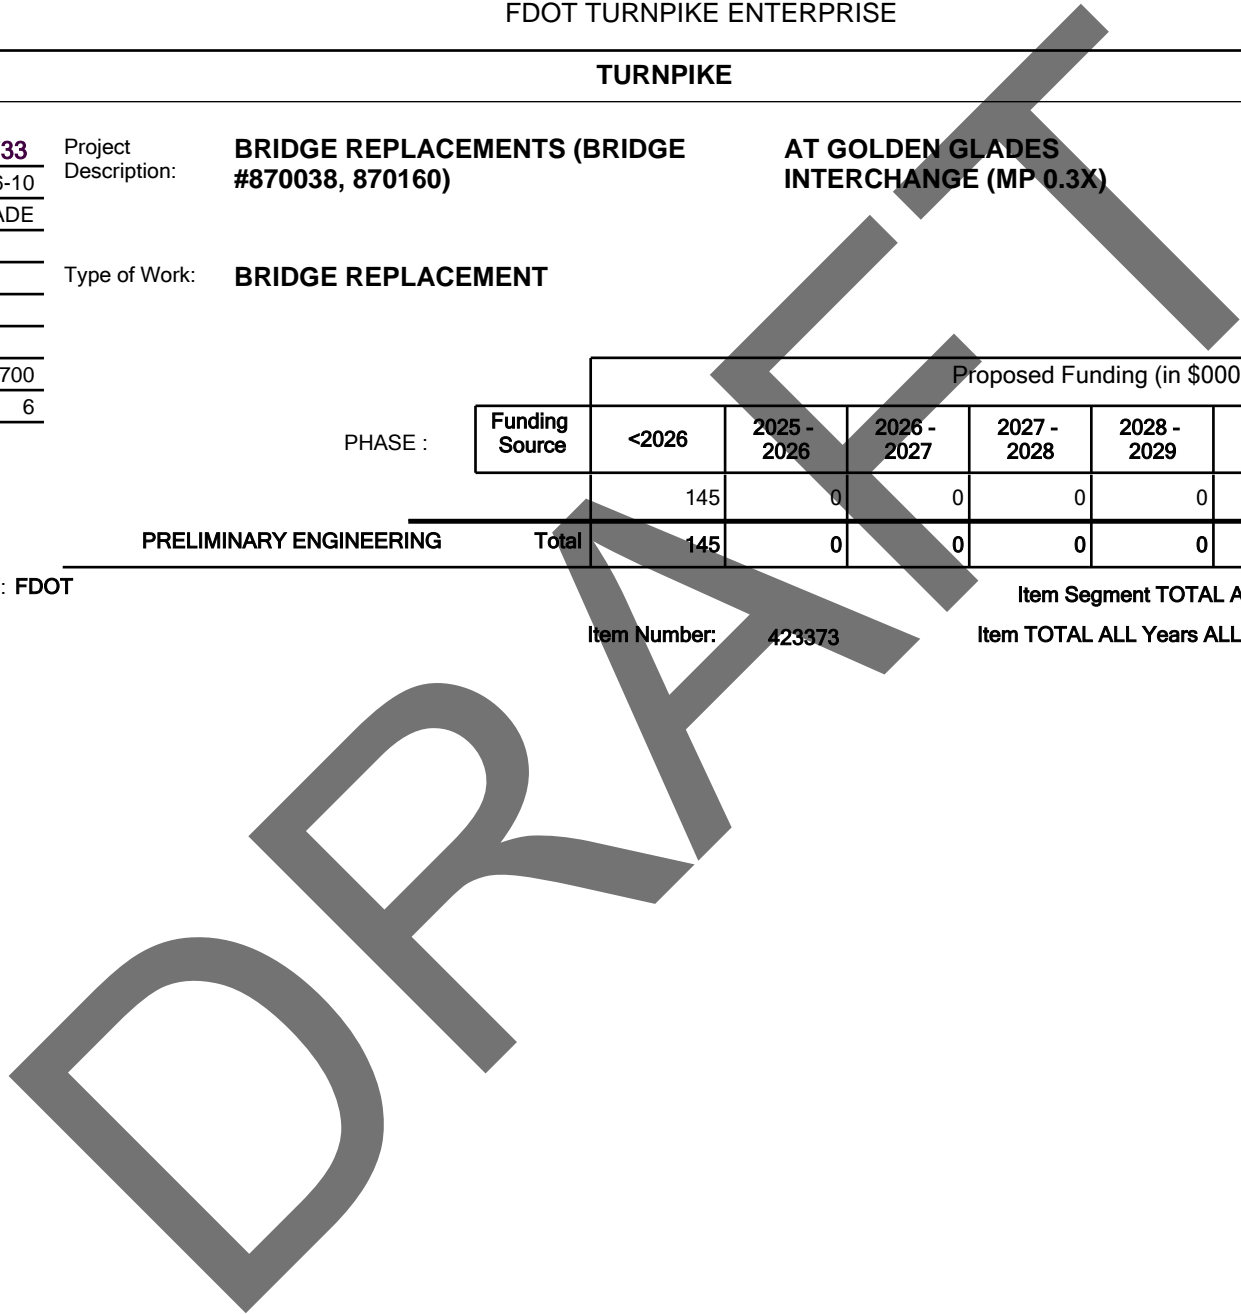 FDOT TURNPIKE ENTERPRISE
TURNPIKE
33
Project
Description:
BRIDGE REPLACEMENTS (BRIDGE
#870038, 870160)
AT GOLDEN GLADES
INTERCHANGE (MP 0.3X)
-10
ADE
Type of Work:
BRIDGE REPLACEMENT
700
6
Proposed Funding (in $000
PHASE :
Funding
Source
<2026
2025 -
2026
2026 -
2027
2027 -
2028
2028 -
2029
145 0 0 0 0
PRELIMINARY ENGINEERING Total 145 0 0 0 0
: FDOT
Item Segment TOTAL A
Item Number: 423373 Item TOTAL ALL Years ALL
DRAFT